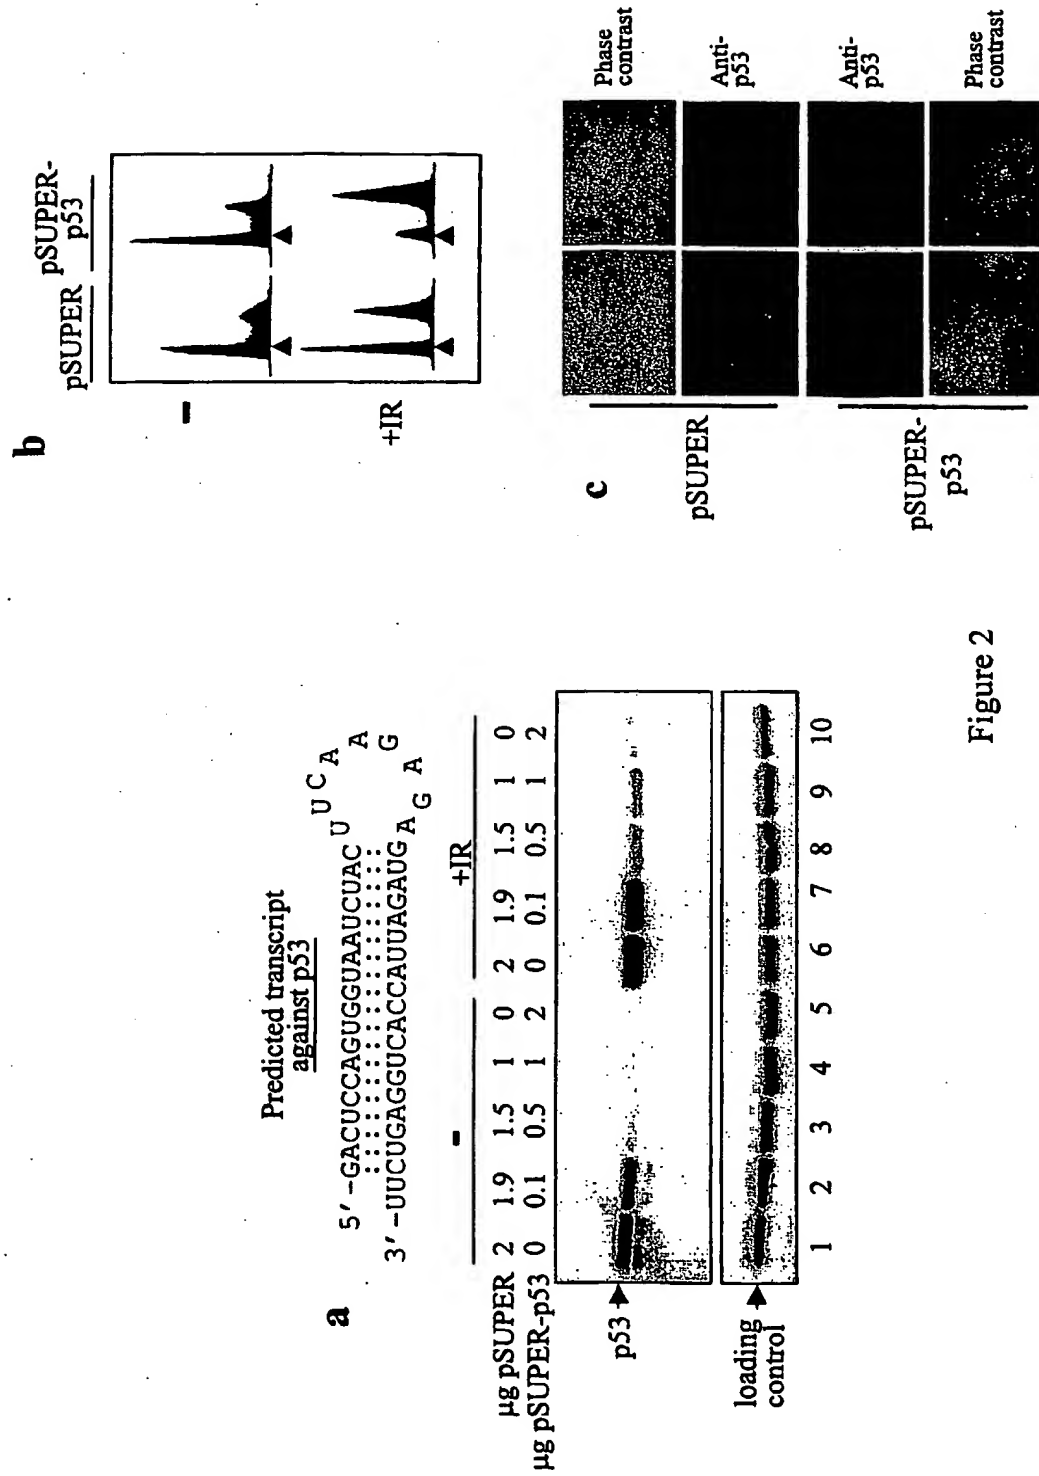 a
Predicted transcript
against p53
5′ -GACUCCAGUGGUAAUCUAC
U U C A A G A G A
3′ -UUCUGAGGUCACCAUUAGAUG
- +IR
µg pSUPER 2 1.9 1.5 1 0 2 1.9 1.5 1 0
µg pSUPER-p53 0 0.1 0.5 1 2 0 0.1 0.5 1 2
p53
loading
control
1 2 3 4 5 6 7 8 9 10
b
pSUPER pSUPER-
p53
-
+IR
c
pSUPER
Phase
contrast
Anti-
p53
pSUPER-
p53
Anti-
p53
Phase
contrast
Figure 2